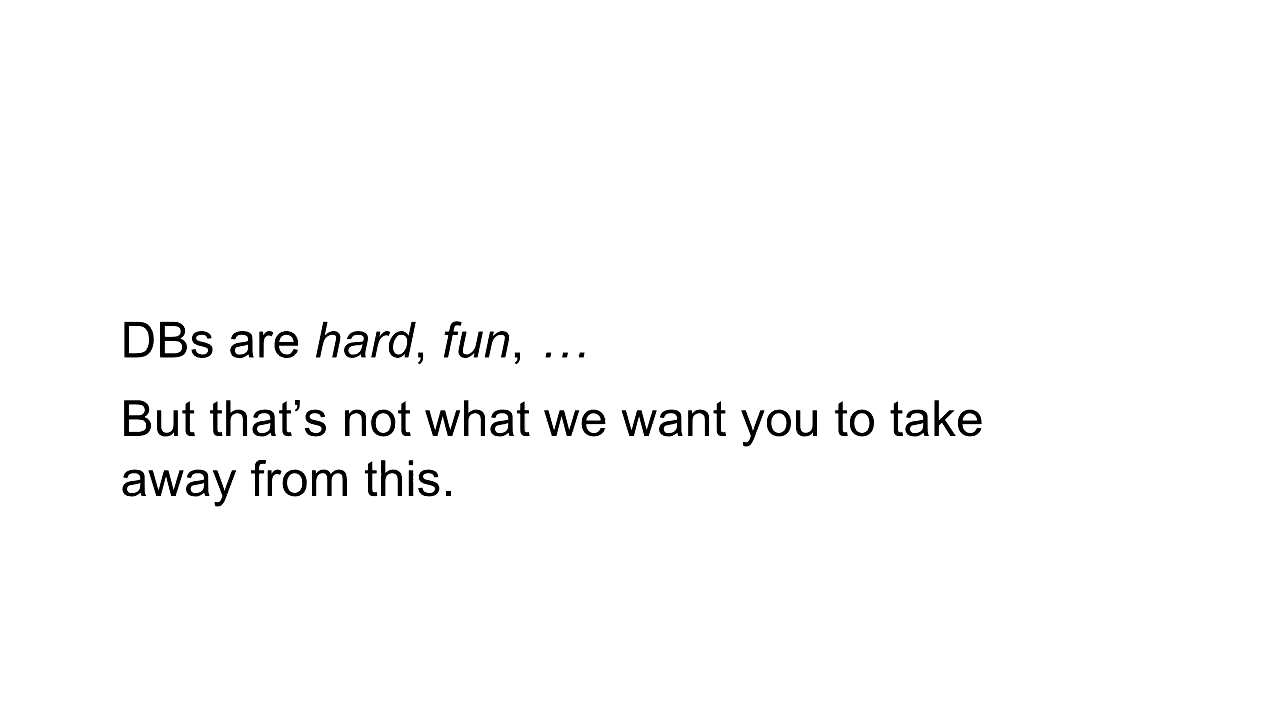 DBs are hard, fun, …
But that’s not what we want you to take
away from this.